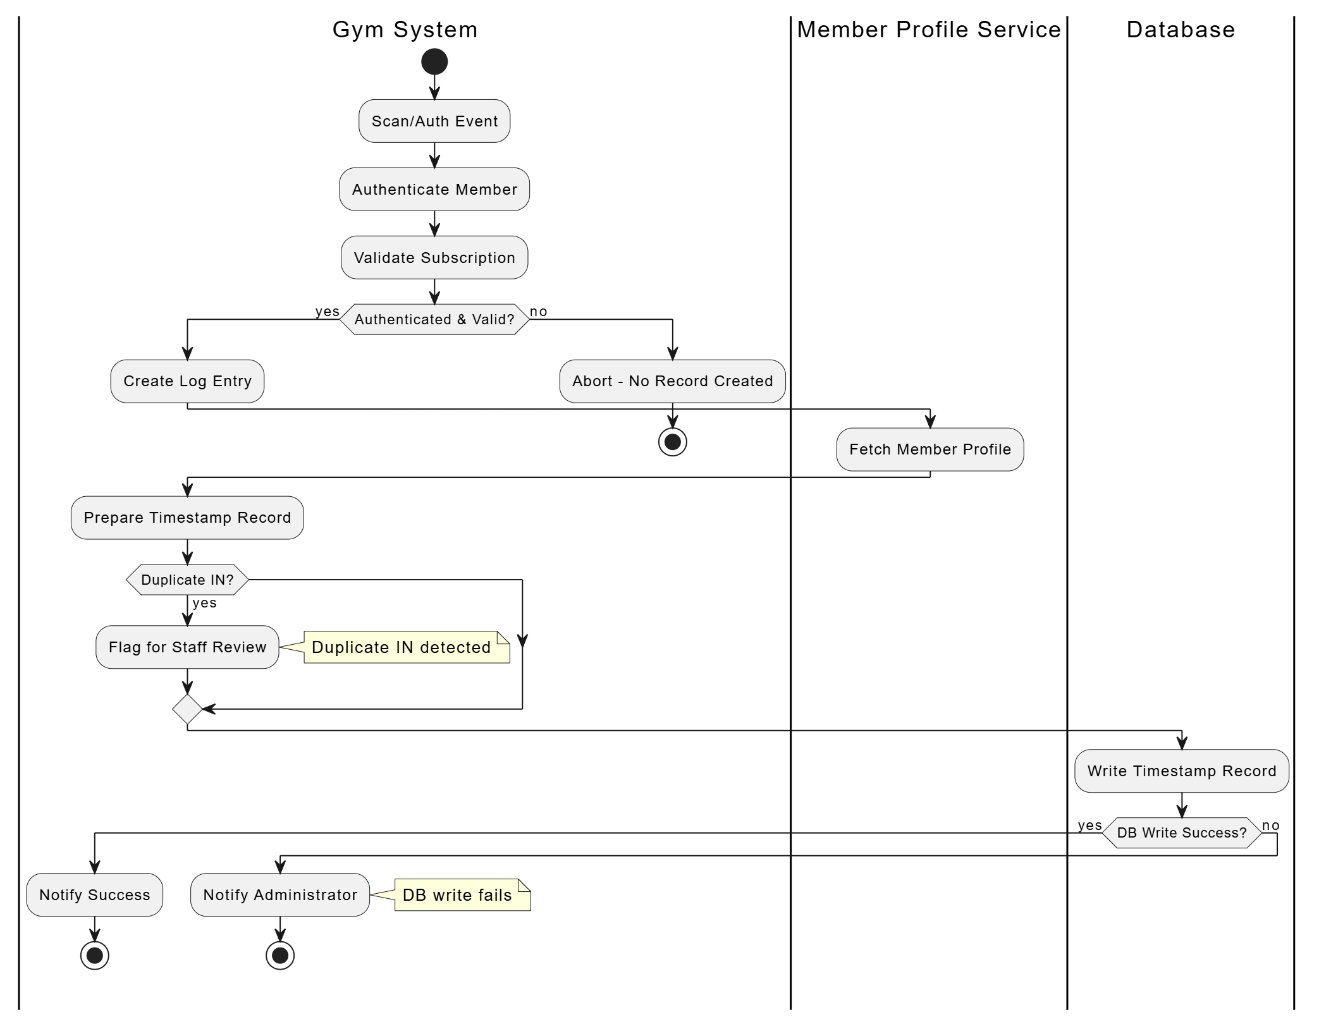 Gym System
Member Profile Service
Database
Scan/Auth Event
Authenticate Member
Validate Subscription
yes
Authenticated & Valid?
no
Create Log Entry
Abort - No Record Created
Fetch Member Profile
Prepare Timestamp Record
Duplicate IN?
yes
Flag for Staff Review
Duplicate IN detected
Write Timestamp Record
yes
DB Write Success?
no
Notify Success
Notify Administrator
DB write fails